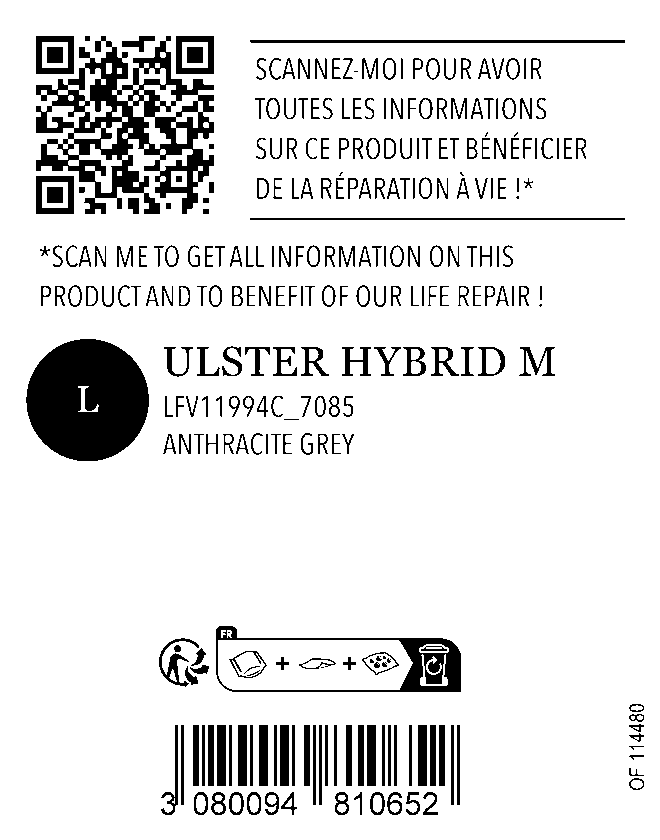 SCANNEZ-MOI POUR AVOIR
TOUTES LES INFORMATIONS
SUR CE PRODUIT ET BÉNÉFICIER
DE LA RÉPARATION À VIE !*
*SCAN ME TO GET ALL INFORMATION ON THIS
PRODUCT AND TO BENEFIT OF OUR LIFE REPAIR !
L
ULSTER HYBRID M
LFV11994C_7085
ANTHRACITE GREY
FR
+ +
3 080094 810652
OF 114480